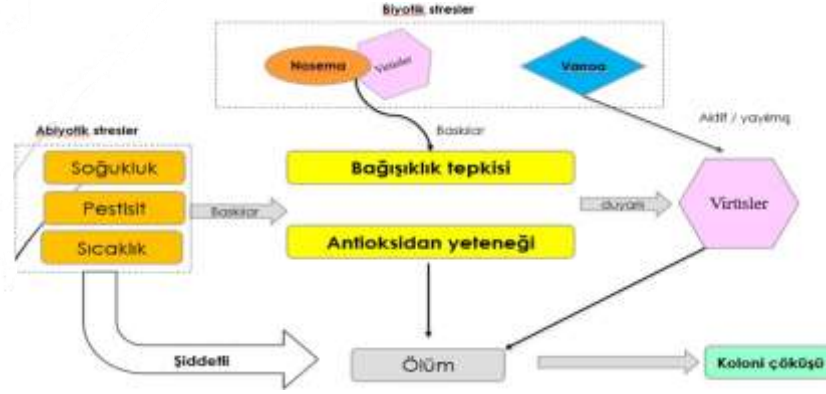 Biyotik stresler
Nosema
Virüsler
Varroa
Abiyotik stresler
Baskılar
Aktif / yayılmış
Soğukluk
Bağışıklık tepkisi
Pestisit
Baskılar
duyarlı
Virüsler
Sıcaklık
Antioksidan yeteneği
Şiddetli
Ölüm
Koloni çöküşü